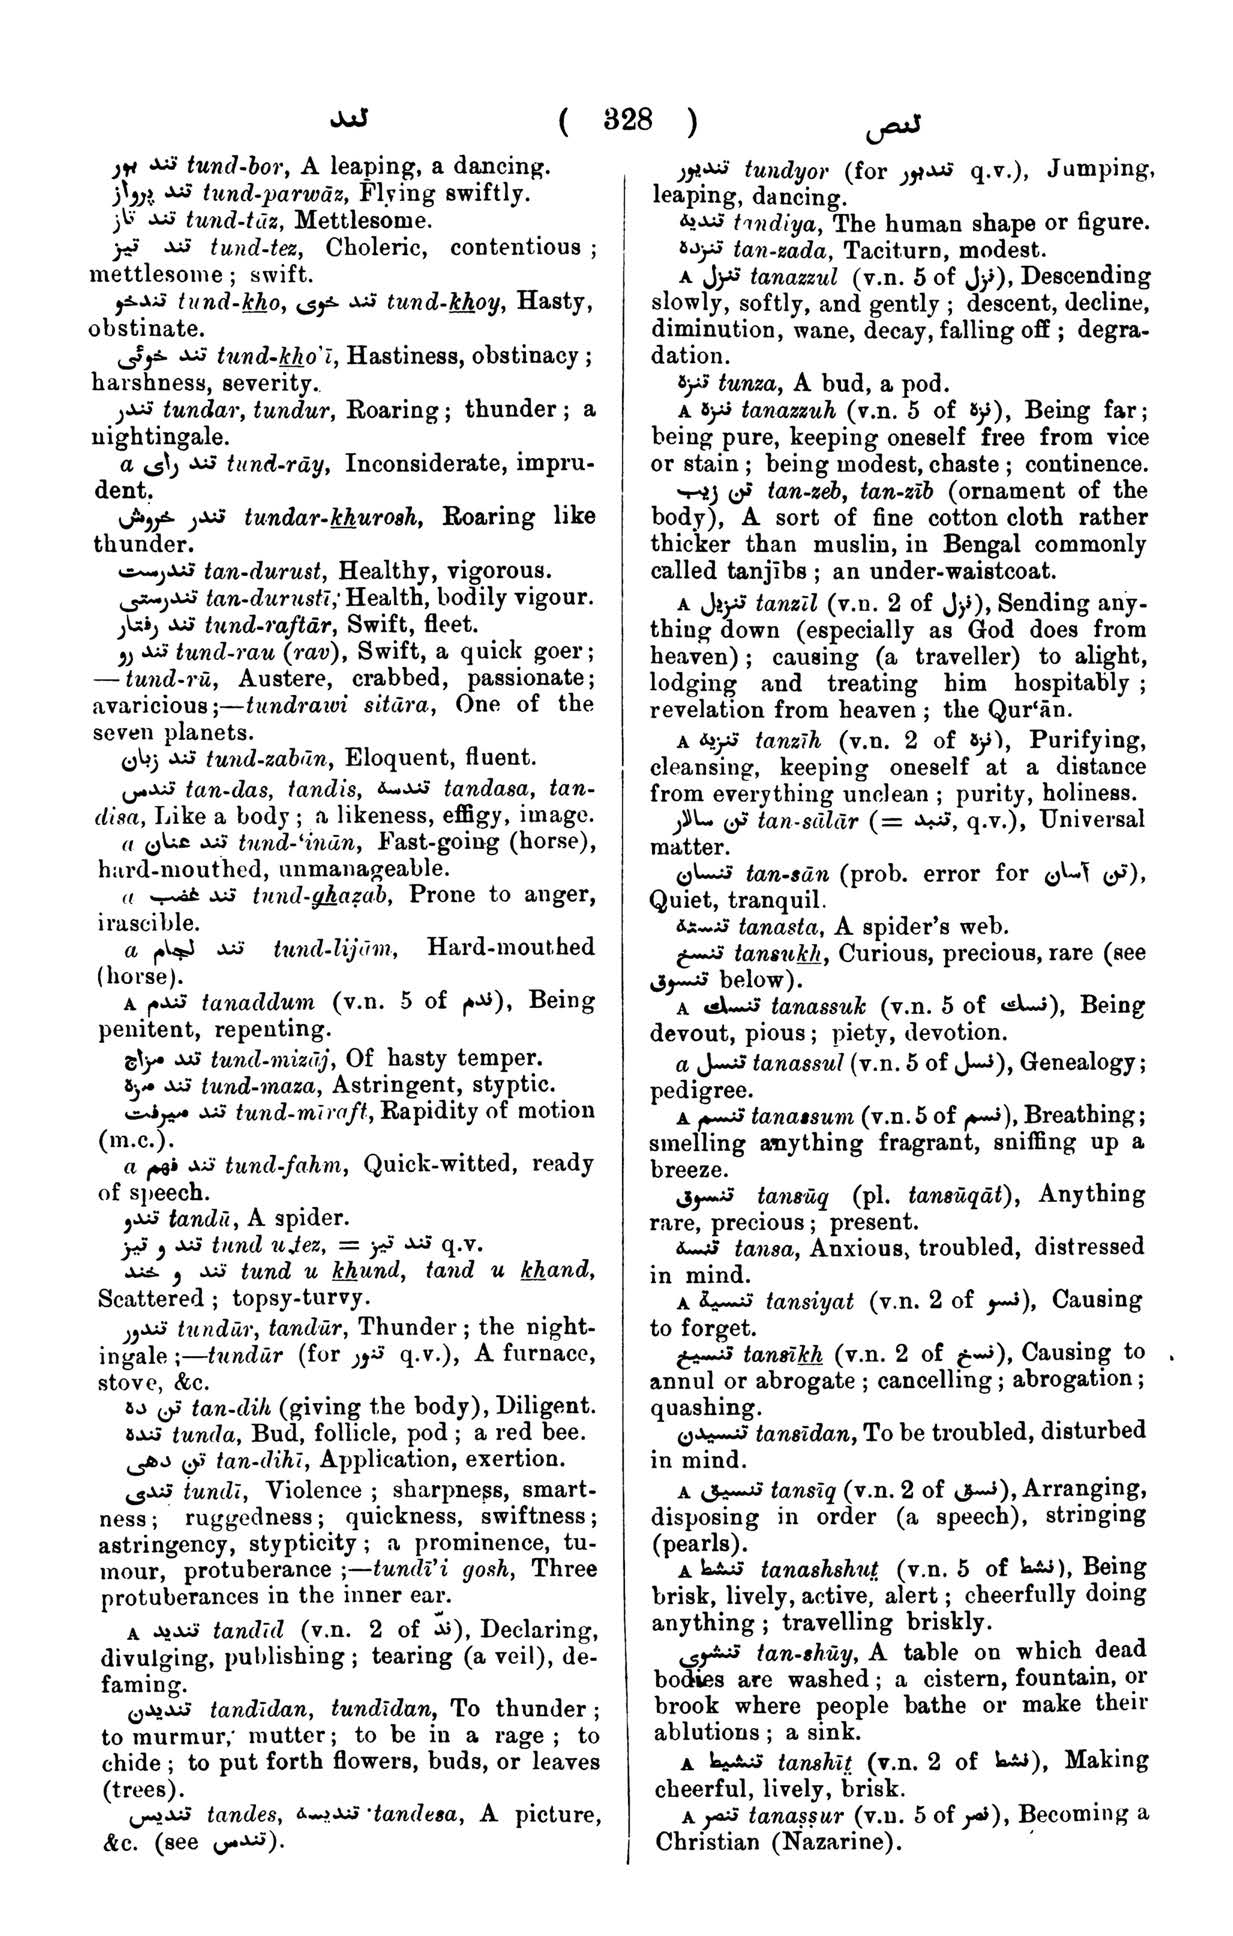 تند ( 328 ) تنص
تند بور tund-bor, A leaping, a dancing.
تند پرواز tund-parwāz, Flying swiftly.
تند تاز tund-tāz, Mettlesome.
تند تیز tund-tez, Choleric, contentious ;
mettlesome ; swift.
تندخو tund-kho, تند خوی tund-khoy, Hasty,
obstinate.
تند خوئی tund-kho'ī, Hastiness, obstinacy ;
harshness, severity.
تندر tundar, tundur, Roaring ; thunder ; a
nightingale.
a تند رای tund-rāy, Inconsiderate, impru-
dent.
تندر خروش tundar-khurosh, Roaring like
thunder.
تندرست tan-durust, Healthy, vigorous.
تندرستی tan-durustī, Health, bodily vigour.
تند رفتار tund-raftār, Swift, fleet.
تند رو tund-rau (rav), Swift, a quick goer ;
—tund-rū, Austere, crabbed, passionate ;
avaricious ;—tundrawi sitāra, One of the
seven planets.
تند زبان tund-zabān, Eloquent, fluent.
تندس tan-das, tandis, تندسه tandasa, tan-
disa, Like a body ; a likeness, effigy, image.
a تند عنان tund-‘inān, Fast-going (horse),
hard-mouthed, unmanageable.
a تند غضب tund-ghaẓab, Prone to anger,
irascible.
a تند لجام tund-lijām, Hard-mouthed
(horse).
A تندم tanaddum (v.n. 5 of ندم), Being
penitent, repenting.
تند مزاج tund-mizāj, Of hasty temper.
تند مزه tund-maza, Astringent, styptic.
تند میرفت tund-mīraft, Rapidity of motion
(m.c.).
a تند فهم tund-fahm, Quick-witted, ready
of speech.
تندو tandū, A spider.
تند و تیز tund u tez, = تند تیز q.v.
تند و خند tund u khund, tand u khand,
Scattered ; topsy-turvy.
تندور tundūr, tandūr, Thunder ; the night-
ingale ;—tundūr (for تنور q.v.), A furnace,
stove, &c.
تن ده tan-dih (giving the body), Diligent.
تنده tunda, Bud, follicle, pod ; a red bee.
تن دهی tan-dihī, Application, exertion.
تندی tundī, Violence ; sharpness, smart-
ness ; ruggedness ; quickness, swiftness ;
astringency, stypticity ; a prominence, tu-
mour, protuberance ;—tundī'i gosh, Three
protuberances in the inner ear.
A تندید tandīd (v.n. 2 of ندّ), Declaring,
divulging, publishing ; tearing (a veil), de-
faming.
تندیدن tandīdan, tundīdan, To thunder ;
to murmur, mutter ; to be in a rage ; to
chide ; to put forth flowers, buds, or leaves
(trees).
تندیس tandes, تندیسه tandesa, A picture,
&c. (see تندس).
تندیور tundyor (for تندبور q.v.), Jumping,
leaping, dancing.
تندیه tandiya, The human shape or figure.
تنزده tan-zada, Taciturn, modest.
A تنزل tanazzul (v.n. 5 of نزل), Descending
slowly, softly, and gently ; descent, decline,
diminution, wane, decay, falling off ; degra-
dation.
تنزه tunza, A bud, a pod.
A تنزه tanazzuh (v.n. 5 of نزه), Being far ;
being pure, keeping oneself free from vice
or stain ; being modest, chaste ; continence.
تن زیب tan-zeb, tan-zīb (ornament of the
body), A sort of fine cotton cloth rather
thicker than muslin, in Bengal commonly
called tanjībs ; an under-waistcoat.
A تنزیل tanzīl (v.n. 2 of نزل), Sending any-
thing down (especially as God does from
heaven) ; causing (a traveller) to alight,
lodging and treating him hospitably ;
revelation from heaven ; the Qur‘ān.
A تنزیه tanzīh (v.n. 2 of نزه), Purifying,
cleansing, keeping oneself at a distance
from everything unclean ; purity, holiness.
تن سالار tan-sālār (= تنبد, q.v.), Universal
matter.
تنسان tan-sān (prob. error for تن آسان),
Quiet, tranquil.
تنسته tanasta, A spider's web.
تنسخ tansukh, Curious, precious, rare (see
تنسوق below).
A تنسك tanassuk (v.n. 5 of نسك), Being
devout, pious ; piety, devotion.
a تنسل tanassul (v.n. 5 of نسل), Genealogy ;
pedigree.
A تنسم tanassum (v.n. 5 of نسم), Breathing ;
smelling anything fragrant, sniffing up a
breeze.
تنسوق tansūq (pl. tansūqāt), Anything
rare, precious ; present.
تنسه tansa, Anxious, troubled, distressed
in mind.
A تنسیة tansiyat (v.n. 2 of نسو), Causing
to forget.
تنسیخ tansīkh (v.n. 2 of نسخ), Causing to
annul or abrogate ; cancelling ; abrogation ;
quashing.
تنسیدن tansīdan, To be troubled, disturbed
in mind.
A تنسیق tansīq (v.n. 2 of نسق), Arranging,
disposing in order (a speech), stringing
(pearls).
A تنشط tanashshut̤ (v.n. 5 of نشط), Being
brisk, lively, active, alert ; cheerfully doing
anything ; travelling briskly.
تنشوی tan-shūy, A table on which dead
bodies are washed ; a cistern, fountain, or
brook where people bathe or make their
ablutions ; a sink.
A تنشیط tanshīt̤ (v.n. 2 of نشط), Making
cheerful, lively, brisk.
A تنصر tanaṣṣur (v.n. 5 of نصر), Becoming a
Christian (Nazarine).